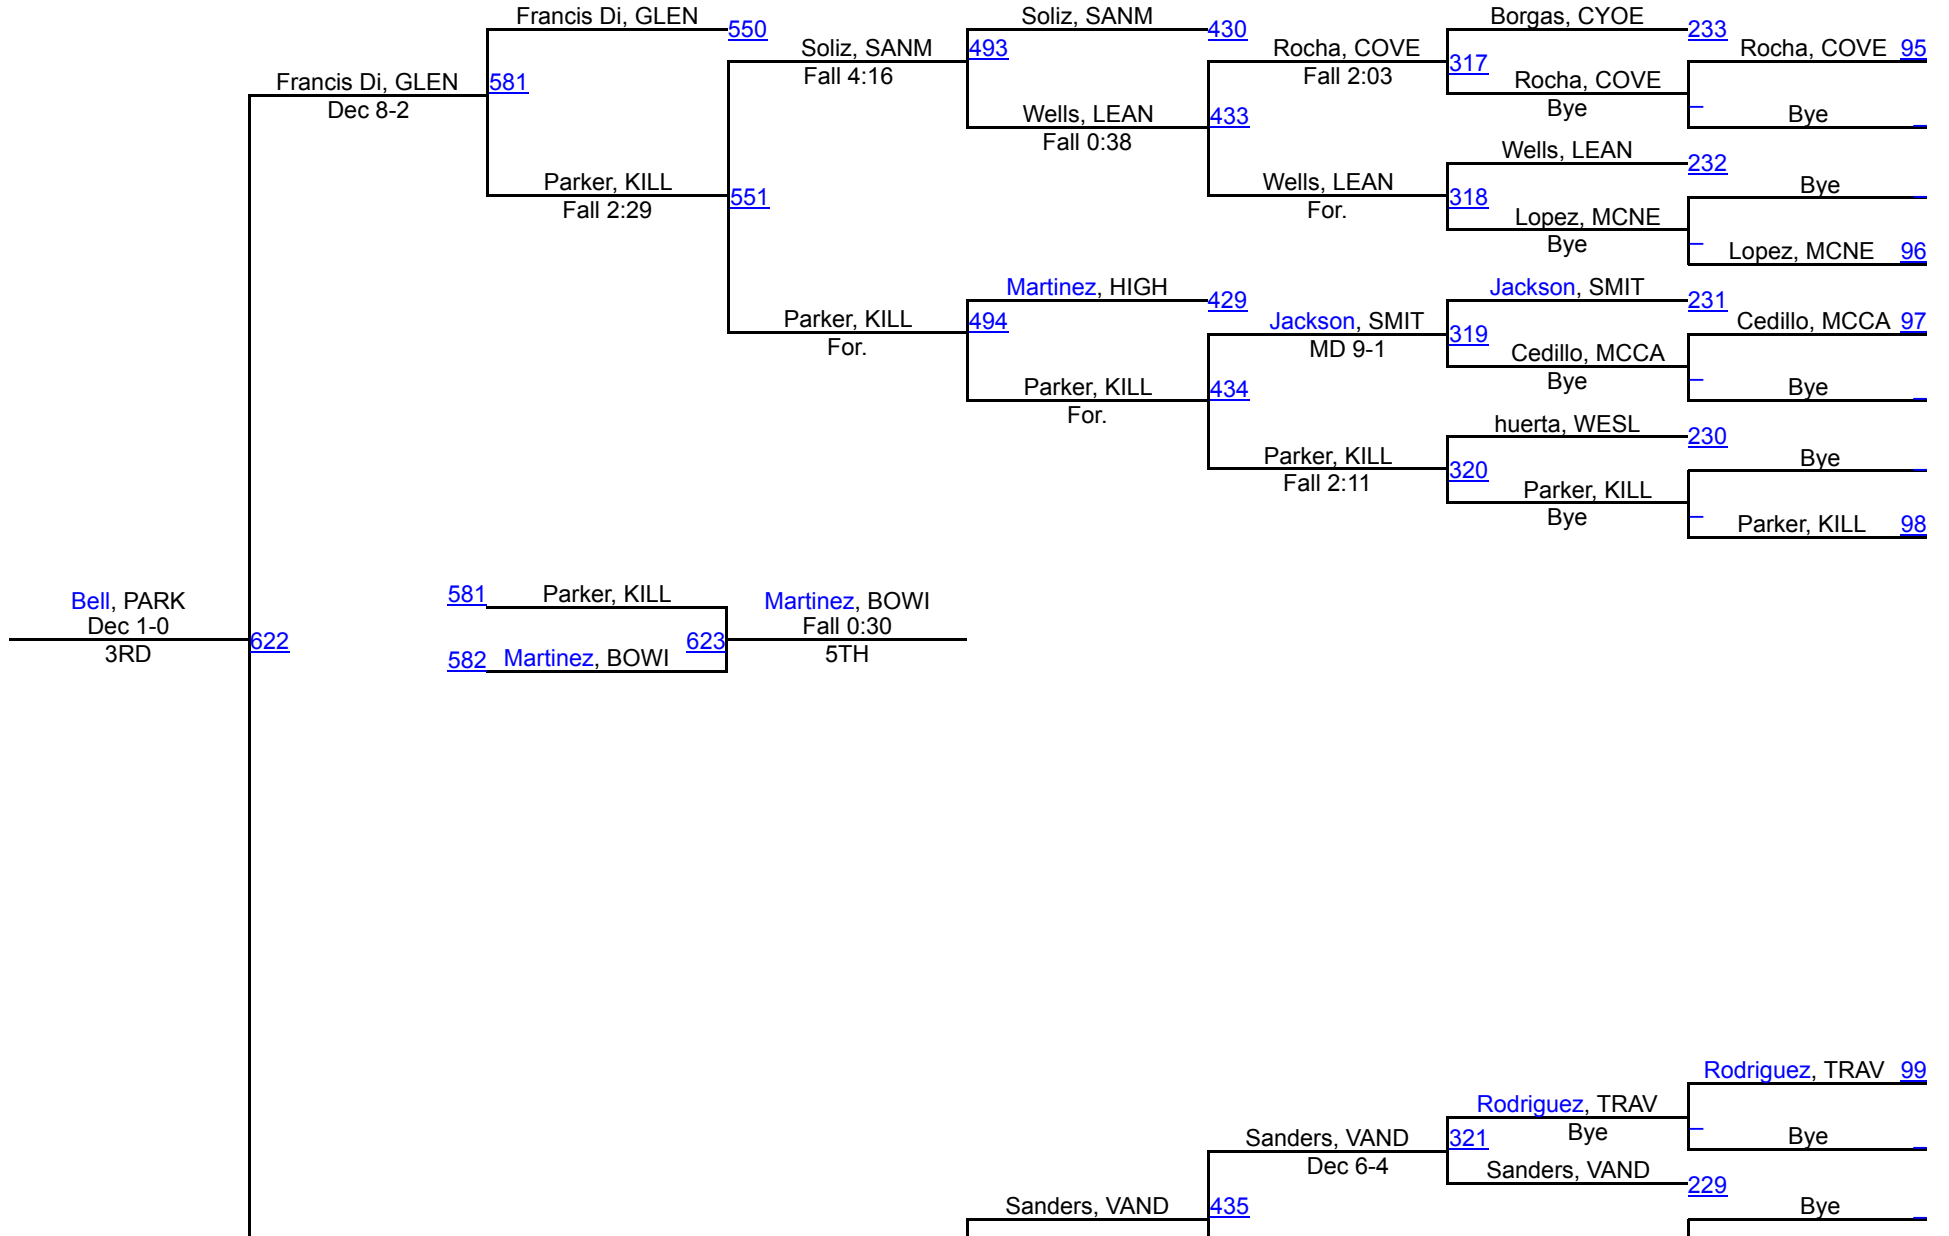 Francis Di, GLEN
550
Soliz, SANM
430
Borgas, CYOE
233
Soliz, SANM
493
Fall 4:16
Rocha, COVE
Fall 2:03
317
Rocha, COVE 95
Francis Di, GLEN
581
Dec 8-2
Rocha, COVE
Bye
Wells, LEAN
433
Fall 0:38
Bye
Wells, LEAN
232
Parker, KILL
551
Fall 2:29
Wells, LEAN
For.
318
Bye
Lopez, MCNE
Bye
Lopez, MCNE 96
Martinez, HIGH
429
Jackson, SMIT
231
Parker, KILL
494
For.
Jackson, SMIT
319
MD 9-1
Cedillo, MCCA 97
Cedillo, MCCA
Bye
Parker, KILL
434
For.
Bye
huerta, WESL
230
Parker, KILL
320
Fall 2:11
Bye
Parker, KILL
Bye
Parker, KILL 98
Bell, PARK
Dec 1-0
622
3RD
581 Parker, KILL
582 Martinez, BOWI
623
Martinez, BOWI
Fall 0:30
5TH
Rodriguez, TRAV 99
Rodriguez, TRAV
Bye
Sanders, VAND
321
Dec 6-4
Bye
Sanders, VAND
229
Sanders, VAND
435
Bye